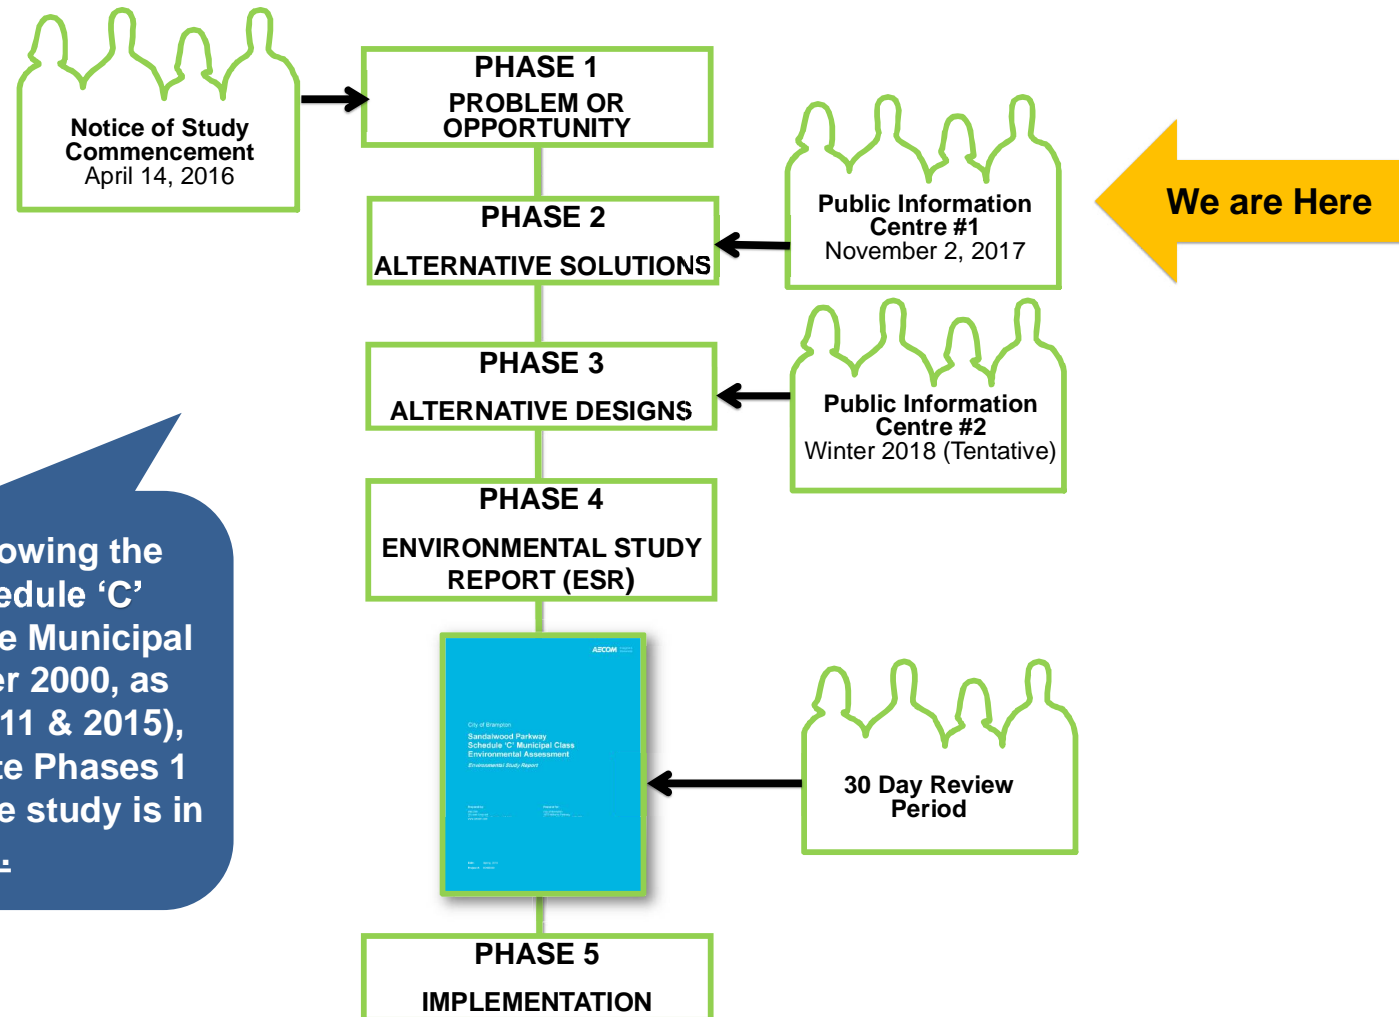 Notice of Study
Commencement
April 14, 2016
PHASE 1
PROBLEM OR
OPPORTUNITY
PHASE 2
ALTERNATIVE SOLUTIONS
Public Information
Centre #1
November 2, 2017
We are Here
PHASE 3
ALTERNATIVE DESIGNS
Public Information
Centre #2
Winter 2018 (Tentative)
PHASE 4
ENVIRONMENTAL STUDY
REPORT (ESR)
owing the
edule ‘C’
e Municipal
er 2000, as
11 & 2015),
te Phases 1
e study is in
.
AECOM
City of Brampton
Sandalwood Parkway
Schedule ‘C’ Municipal Class
Environmental Assessment
Environmental Study Report
30 Day Review
Period
PHASE 5
IMPLEMENTATION